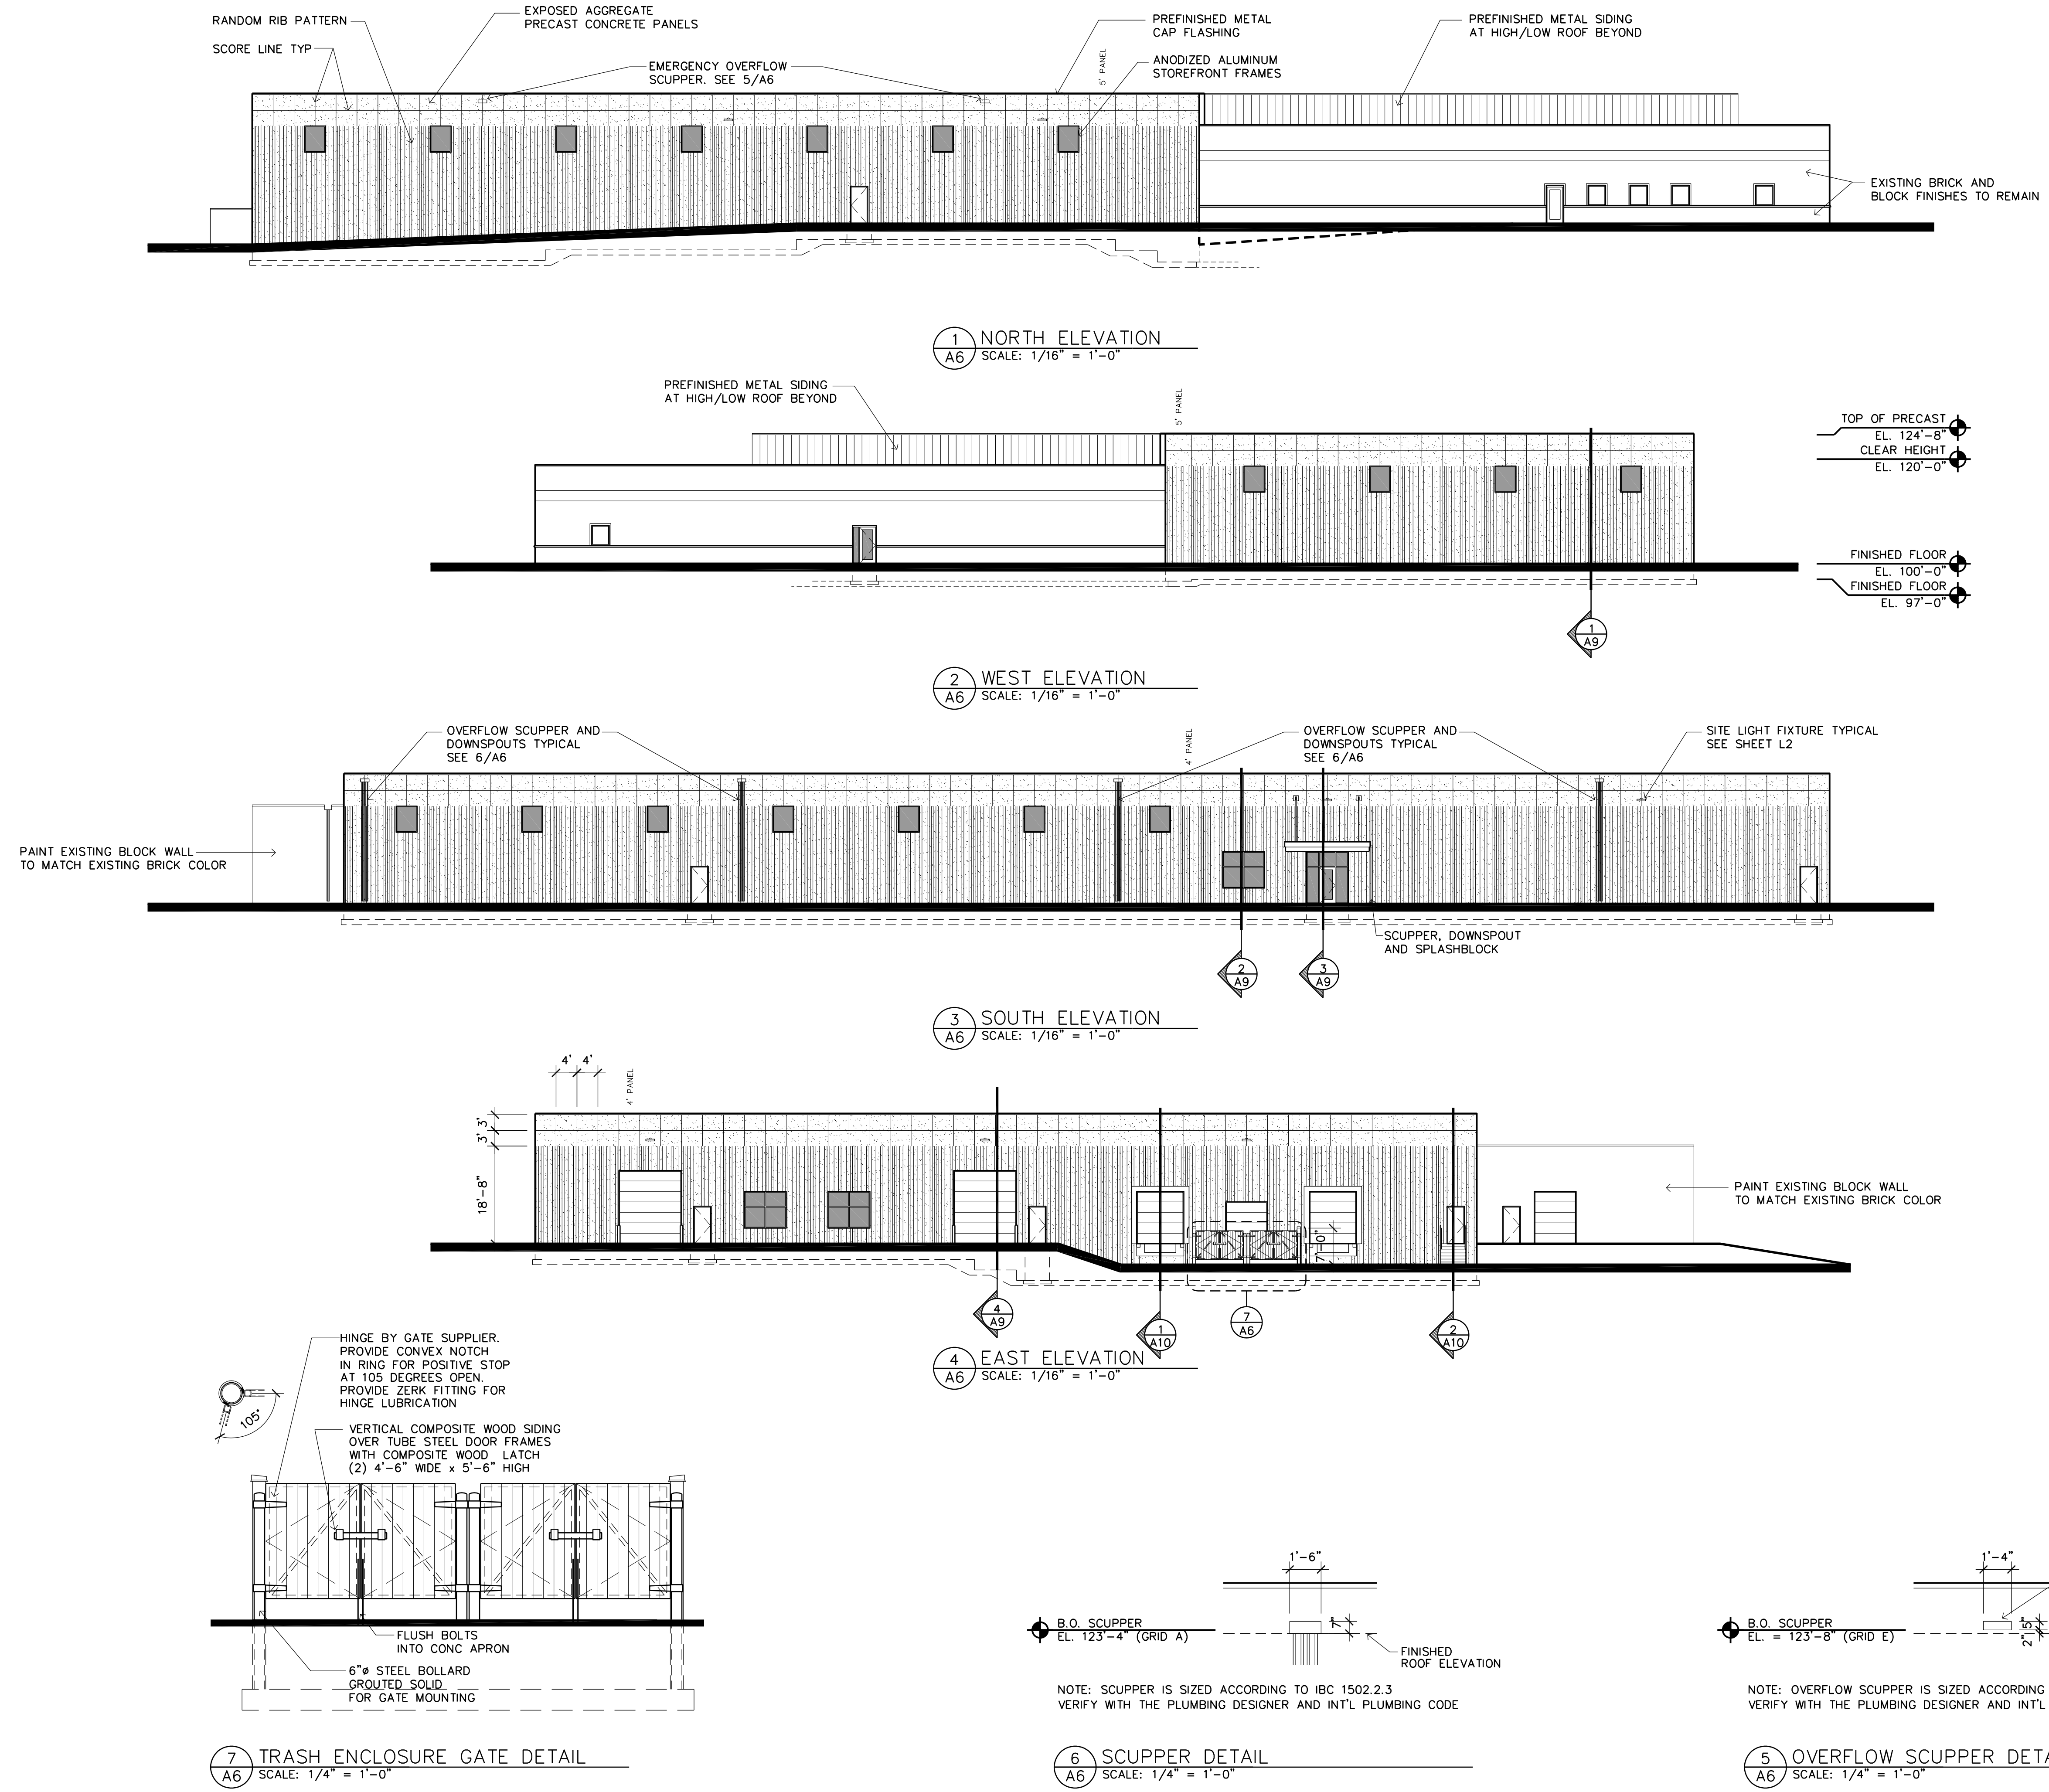 RANDOM RIB PATTERN
SCORE LINE TYP
EXPOSED AGGREGATE
PRECAST CONCRETE PANELS
EMERGENCY OVERFLOW
SCUPPER. SEE 5/A6
PREFINISHED METAL
CAP FLASHING
5' PANEL
ANODIZED ALUMINUM
STOREFRONT FRAMES
PREFINISHED METAL SIDING
AT HIGH/LOW ROOF BEYOND
EXISTING BRICK AND
BLOCK FINISHES TO REMAIN
1
A6
NORTH ELEVATION
SCALE: 1/16" = 1'-0"
PREFINISHED METAL SIDING
AT HIGH/LOW ROOF BEYOND
5' PANEL
TOP OF PRECAST
EL. 124'-8"
CLEAR HEIGHT
EL. 120'-0"
FINISHED FLOOR
EL. 100'-0"
FINISHED FLOOR
EL. 97'-0"
1
A9
2
A6
WEST ELEVATION
SCALE: 1/16" = 1'-0"
OVERFLOW SCUPPER AND
DOWNSPOUTS TYPICAL
SEE 6/A6
4' PANEL
OVERFLOW SCUPPER AND
DOWNSPOUTS TYPICAL
SEE 6/A6
SITE LIGHT FIXTURE TYPICAL
SEE SHEET L2
PAINT EXISTING BLOCK WALL
TO MATCH EXISTING BRICK COLOR
SCUPPER, DOWNSPOUT
AND SPLASHBLOCK
2
A9
3
A9
3
A6
SOUTH ELEVATION
SCALE: 1/16" = 1'-0"
4' 4'
4' PANEL
3' 3'
18'-8"
7'-0"
PAINT EXISTING BLOCK WALL
TO MATCH EXISTING BRICK COLOR
4
A9
1
A10
7
A6
2
A10
4
A6
EAST ELEVATION
SCALE: 1/16" = 1'-0"
HINGE BY GATE SUPPLIER.
PROVIDE CONVEX NOTCH
IN RING FOR POSITIVE STOP
AT 105 DEGREES OPEN.
PROVIDE ZERK FITTING FOR
HINGE LUBRICATION
105°
VERTICAL COMPOSITE WOOD SIDING
OVER TUBE STEEL DOOR FRAMES
WITH COMPOSITE WOOD LATCH
(2) 4'-6" WIDE x 5'-6" HIGH
FLUSH BOLTS
INTO CONC APRON
6"ø STEEL BOLLARD
GROUTED SOLID
FOR GATE MOUNTING
7
A6
TRASH ENCLOSURE GATE DETAIL
SCALE: 1/4" = 1'-0"
1'-6"
7"
B.O. SCUPPER
EL. 123'-4" (GRID A)
FINISHED
ROOF ELEVATION
NOTE: SCUPPER IS SIZED ACCORDING TO IBC 1502.2.3
VERIFY WITH THE PLUMBING DESIGNER AND INT'L PLUMBING CODE
6
A6
SCUPPER DETAIL
SCALE: 1/4" = 1'-0"
1'-4"
2" 5"
B.O. SCUPPER
EL. = 123'-8" (GRID E)
NOTE: OVERFLOW SCUPPER IS SIZED ACCORDING
VERIFY WITH THE PLUMBING DESIGNER AND INT'L
5
A6
OVERFLOW SCUPPER
SCALE: 1/4" = 1'-0"